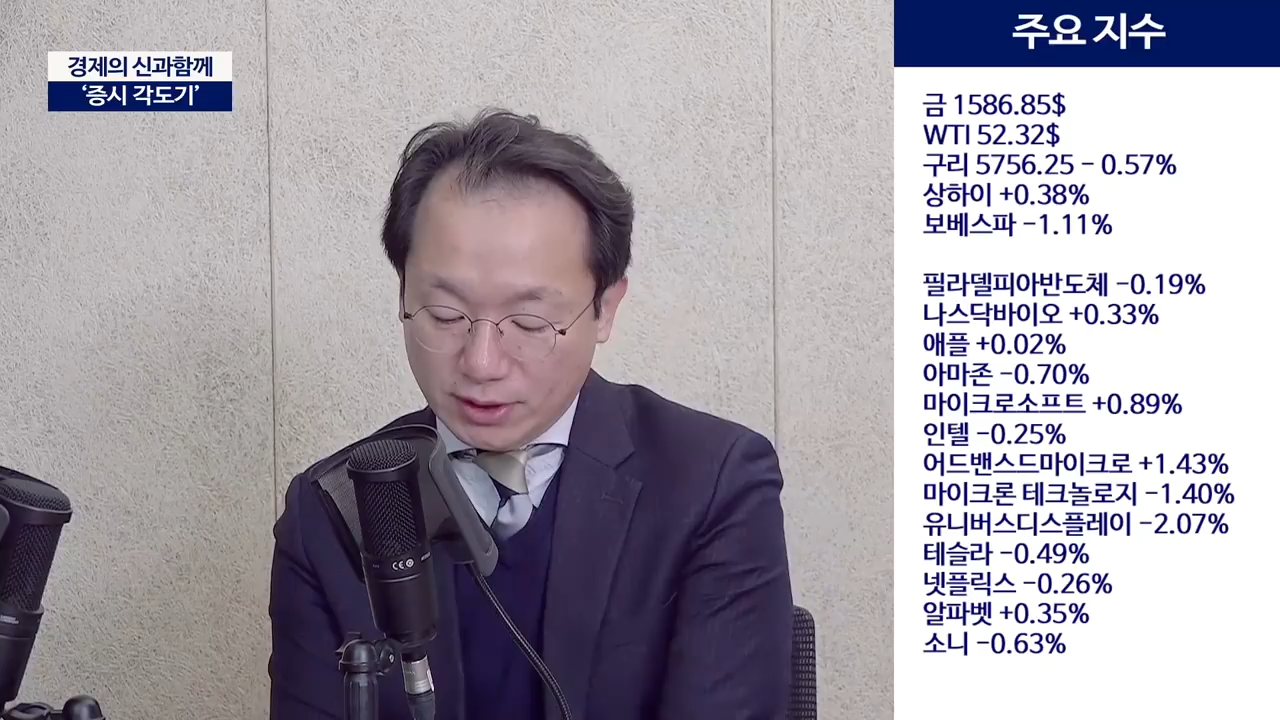 경제의 신과함께
‘증시 각도기’
주요 지수
금 1586.85$
WTI 52.32$
구리 5756.25 - 0.57%
상하이 +0.38%
보베스파 -1.11%
필라델피아반도체 -0.19%
나스닥바이오 +0.33%
애플 +0.02%
아마존 -0.70%
마이크로소프트 +0.89%
인텔 -0.25%
어드밴스드마이크로 +1.43%
마이크론 테크놀로지 -1.40%
유니버스디스플레이 -2.07%
테슬라 -0.49%
넷플릭스 -0.26%
알파벳 +0.35%
소니 -0.63%